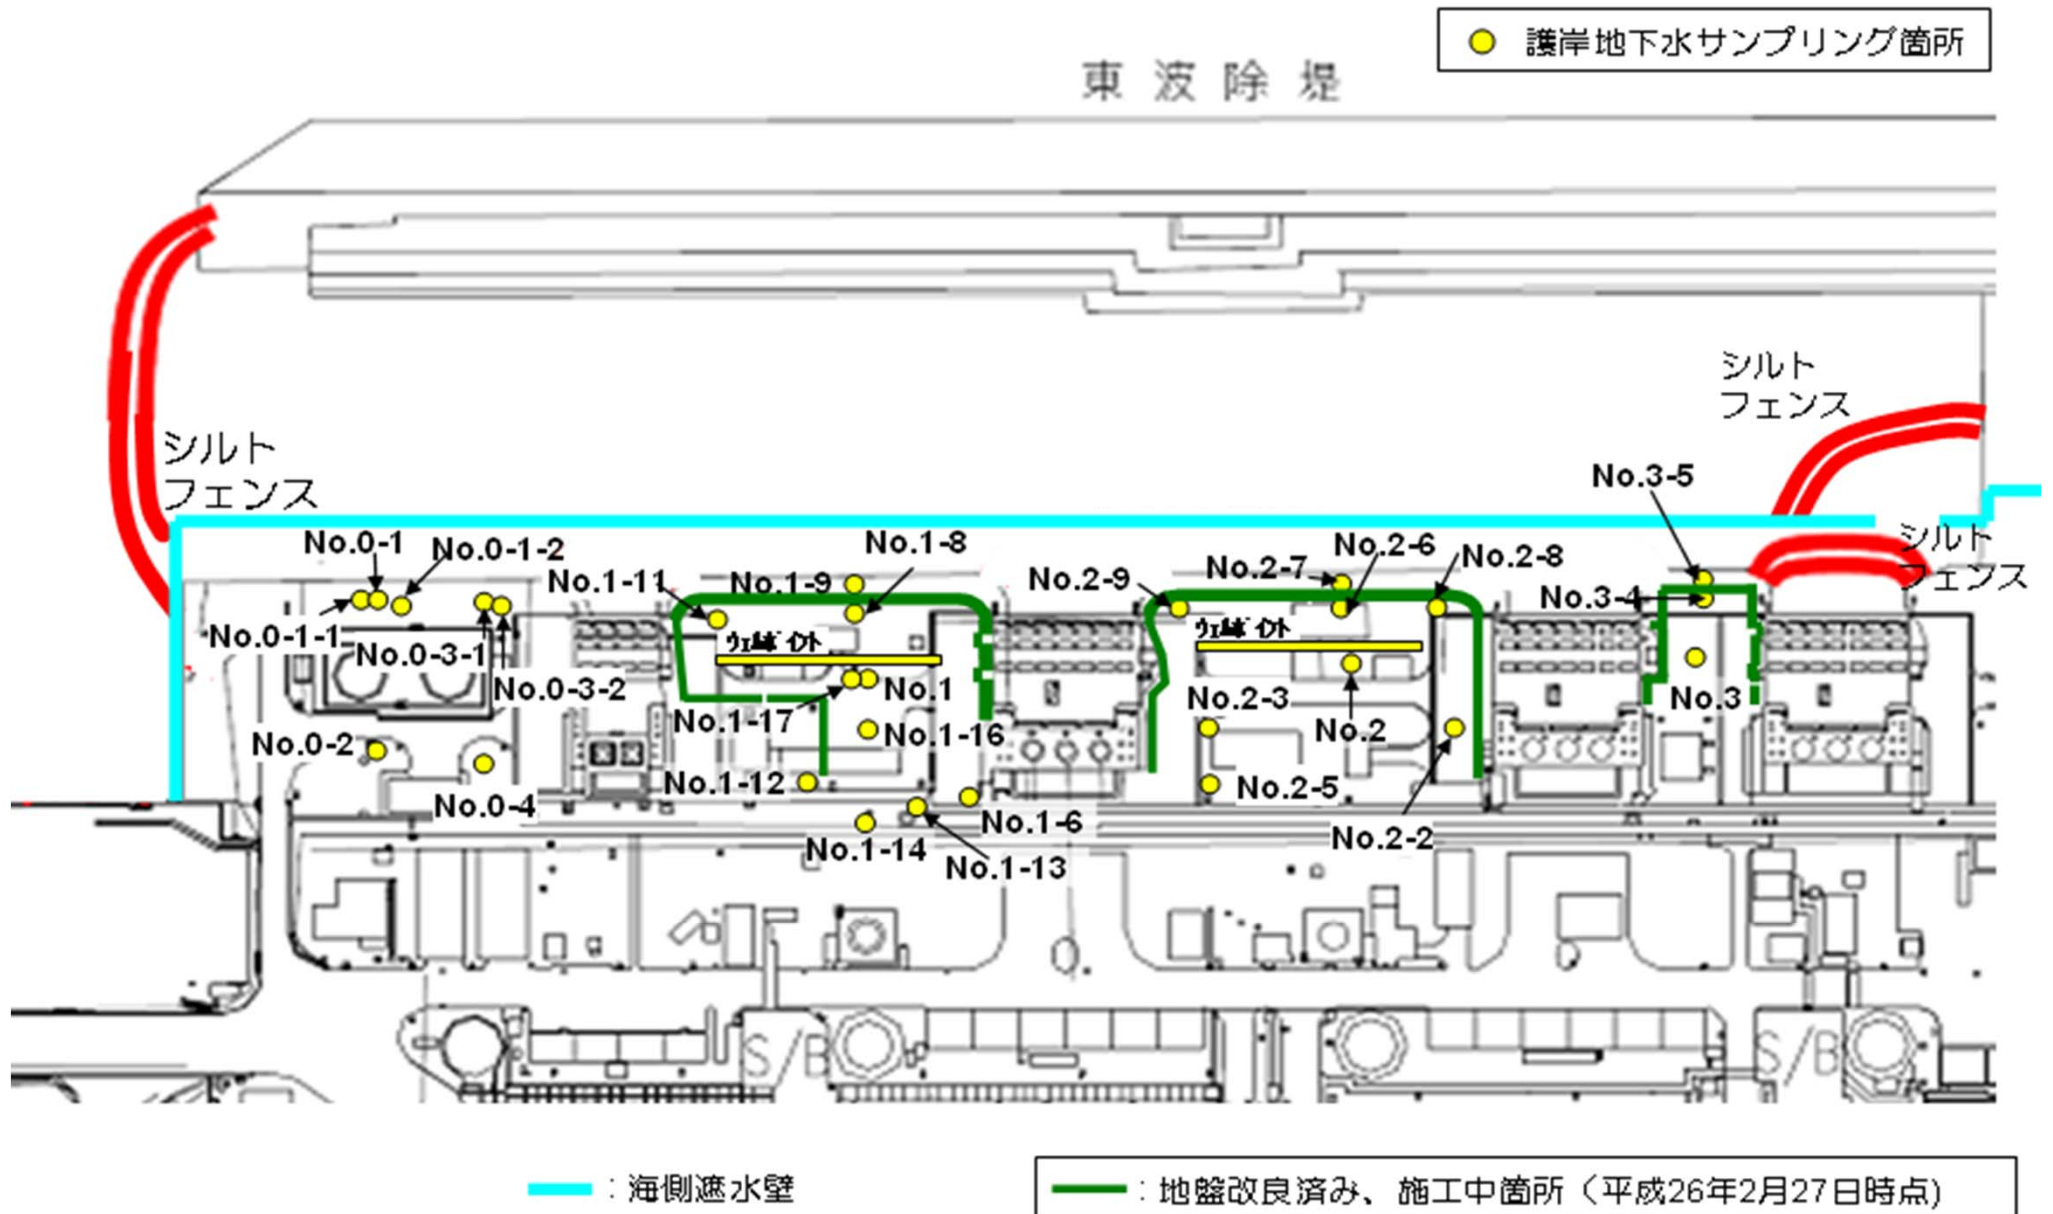 護岸地下水サンプリング箇所
東波除堤
シルト
フェンス
シルト
フェンス
No.3-5
シルト
フェンス
No.0-1
No.0-1-2
No.1-8
No.2-6
No.2-8
No.1-11
No.1-9
No.2-9
No.2-7
No.3-4
No.0-1-1
No.0-3-1
ｳｪﾙﾎﾟｲﾝﾄ
ｳｪﾙﾎﾟｲﾝﾄ
No.0-3-2
No.1
No.2-3
No.3
No.1-17
No.1-16
No.2
No.0-2
No.1-12
No.2-5
No.0-4
No.1-6
No.2-2
No.1-14
No.1-13
S/B
S/B
：海側遮水壁
：地盤改良済み、施工中箇所（平成26年2月27日時点)